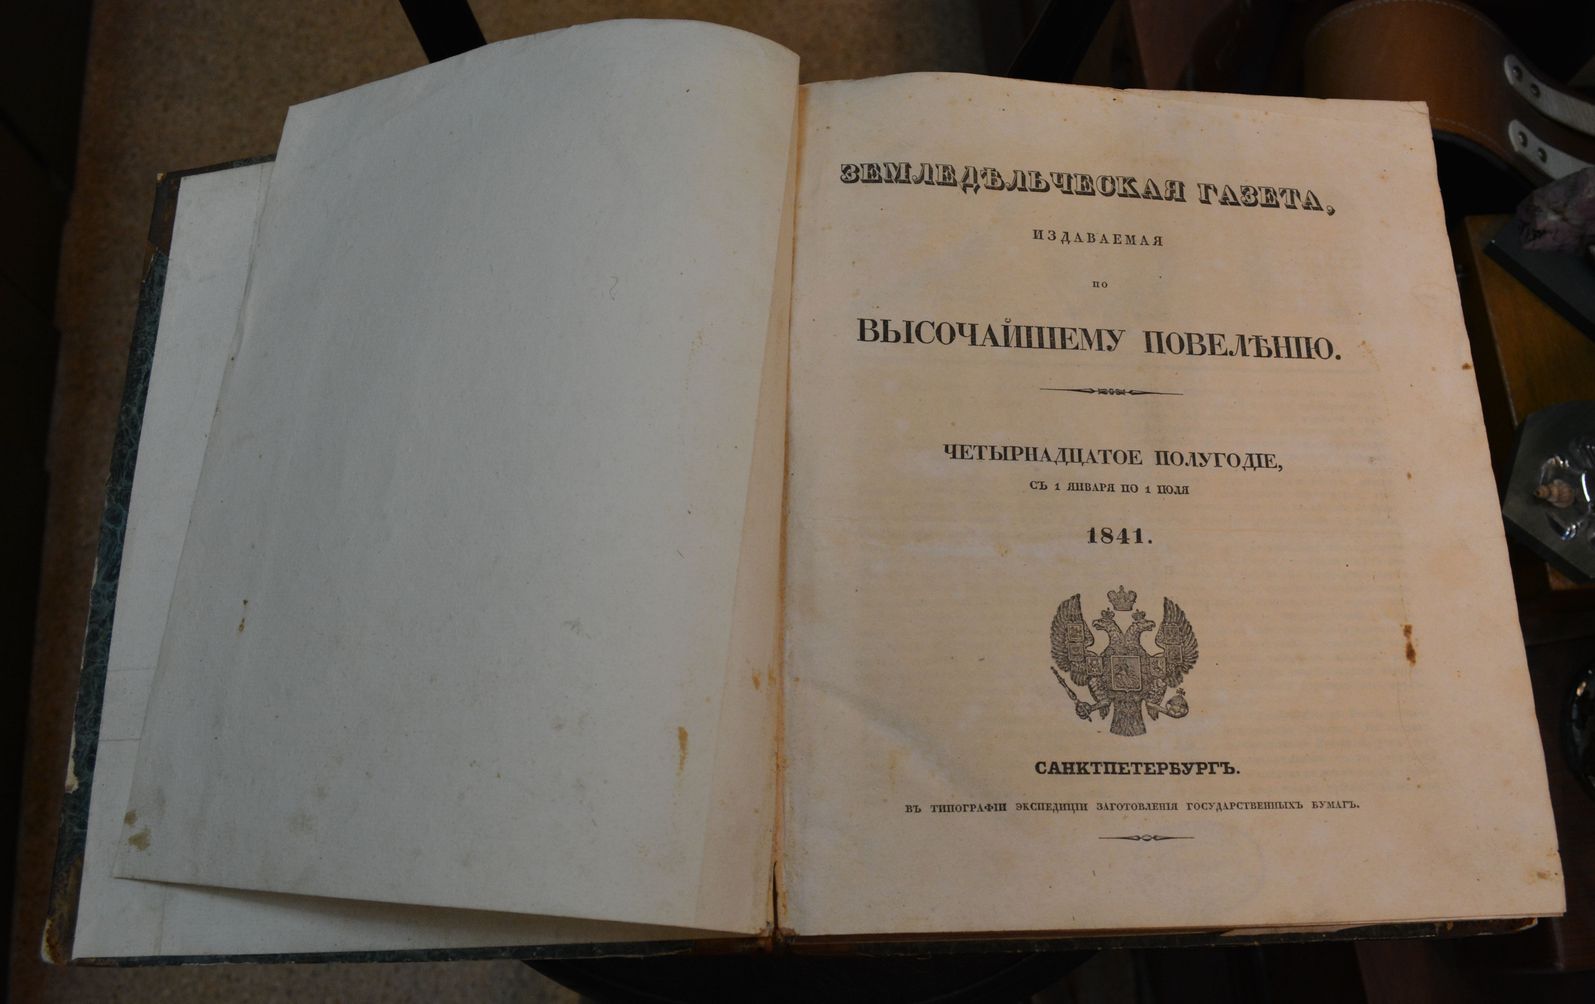 ЗЕМЛЕДѢЛЬЧЕСКАЯ ГАЗЕТА,
ИЗДАВАЕМАЯ
ПО
ВЫСОЧАЙШЕМУ ПОВЕЛѢНІЮ.
ЧЕТЫРНАДЦАТОЕ ПОЛУГОДІЕ,
СЪ 1 ЯНВАРЯ ПО 1 ІЮЛЯ
1841.
САНКТПЕТЕРБУРГЪ.
ВЪ ТИПОГРАФІИ ЭКСПЕДИЦІИ ЗАГОТОВЛЕНІЯ ГОСУДАРСТВЕННЫХЪ БУМАГЪ.